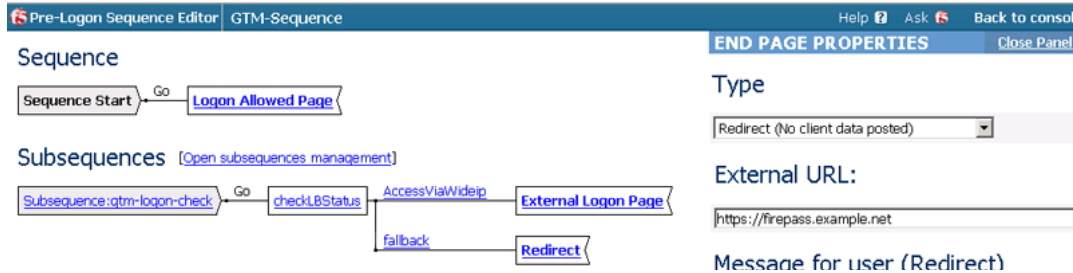 Pre-Logon Sequence Editor GTM-Sequence Help ? Ask f5 Back to consol
END PAGE PROPERTIES Close Panel
Sequence
Type
Sequence Start Go Logon Allowed Page
Redirect (No client data posted)
Subsequences [Open subsequences management]
External URL:
Subsequence:gtm-logon-check Go checkLBStatus AccessViaWideip External Logon Page
https://firepass.example.net
fallback Redirect
Message for user (Redirect)